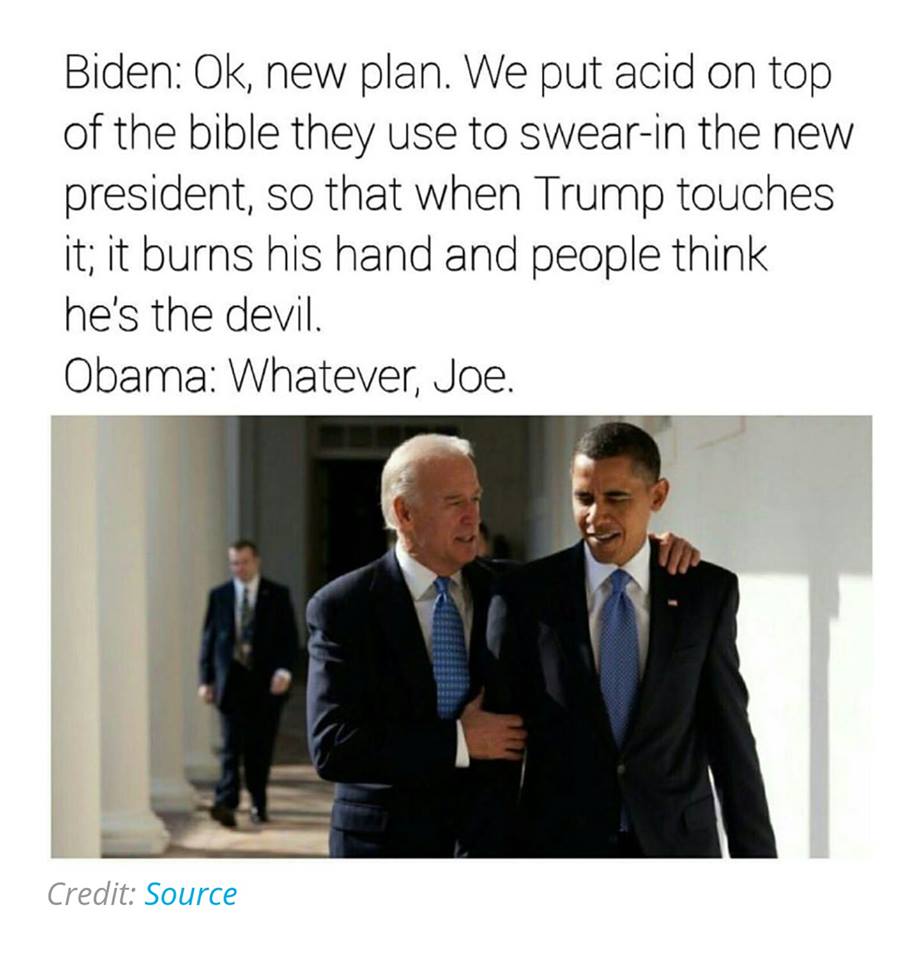 Biden: Ok, new plan. We put acid on top
of the bible they use to swear-in the new
president, so that when Trump touches
it; it burns his hand and people think
he's the devil.
Obama: Whatever, Joe.
Credit: Source